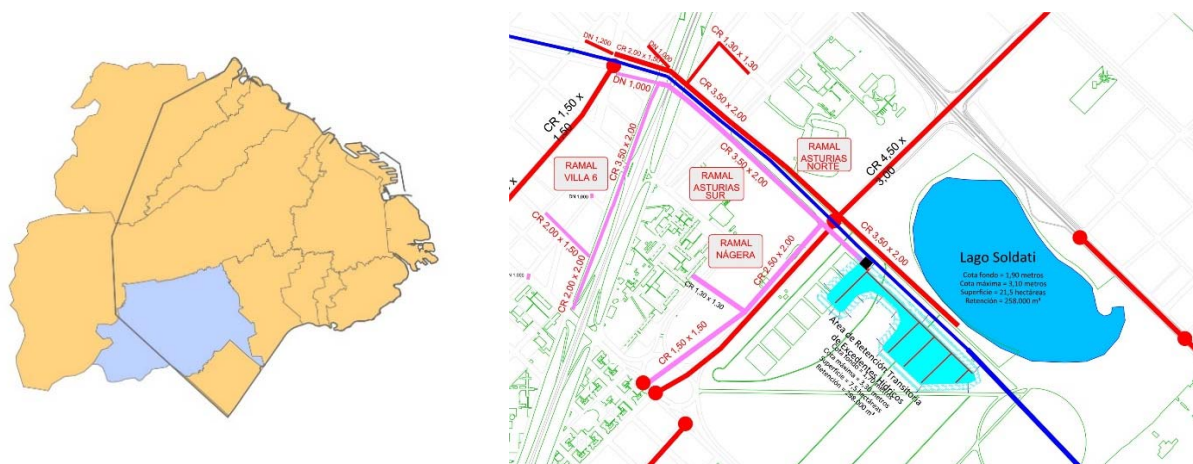 DN 1,200
CR 2,00 x 1,50
DN 1,000
CR 1,30 x 1,30
DN 1,000
CR 1,50 x
1,50
CR 3,50 x 2,00
CR 3,50 x 2,00
CR 3,50 x 2,00
RAMAL
VILLA 6
RAMAL
ASTURIAS
SUR
RAMAL
ASTURIAS
NORTE
CR 4,50 x
3,00
CR 2,00 x 1,50
CR 2,00 x 2,00
RAMAL
NÁGERA
CR 2,50 x 2,00
CR 1,30 x 1,30
CR 1,50 x 1,50
CR 3,50 x 2,00
Lago Soldati
Cota fondo = 1,90 metros
Cota máxima = 3,10 metros
Superficie = 21,5 hectáreas
Retención = 258.000 m³
Area de Retención Transitoria
de Excedentes Hídricos
Superficie = 7,5 hectáreas